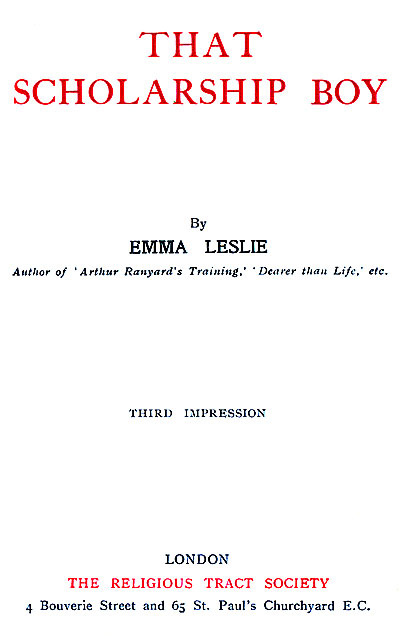 THAT
SCHOLARSHIP BOY
By
EMMA LESLIE
Author of 'Arthur Ranyard's Training,' 'Dearer than Life,' etc.
THIRD IMPRESSION
LONDON
THE RELIGIOUS TRACT SOCIETY
4 Bouverie Street and 65 St. Paul's Churchyard E.C.